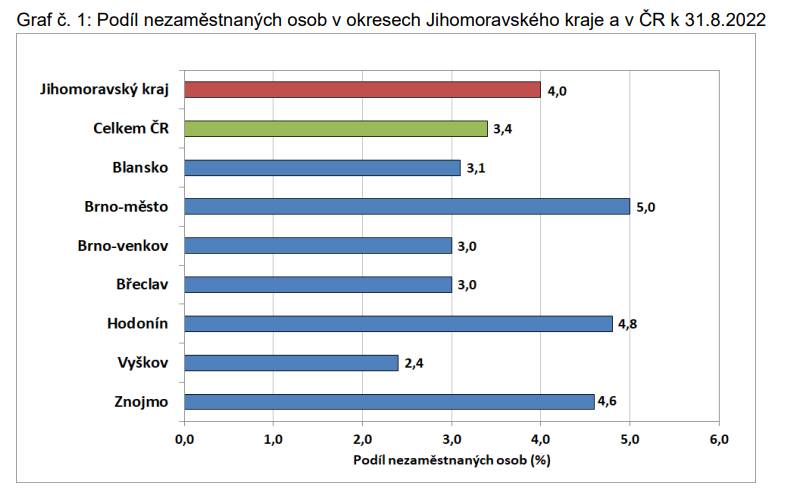 Graf č. 1: Podíl nezaměstnaných osob v okresech Jihomoravského kraje a v ČR k 31.8.2022
Jihomoravský kraj 4,0
Celkem ČR 3,4
Blansko 3,1
Brno-město 5,0
Brno-venkov 3,0
Břeclav 3,0
Hodonín 4,8
Vyškov 2,4
Znojmo 4,6
0,0 1,0 2,0 3,0 4,0 5,0 6,0
Podíl nezaměstnaných osob (%)